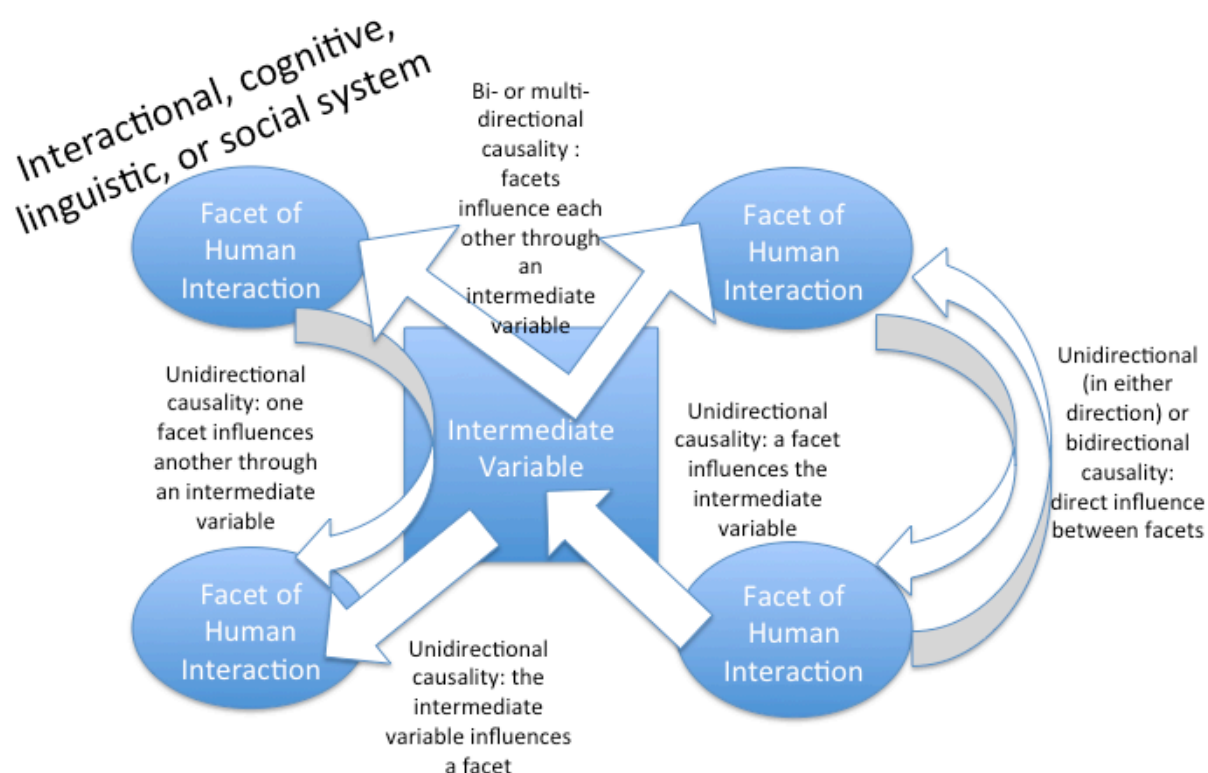 Interactional, cognitive,
linguistic, or social system
Bi- or multi-
directional
causality :
facets
influence each
other through
an
intermediate
variable
Facet of
Human
Interaction
Facet of
Human
Interaction
Unidirectional
causality: one
facet influences
another through
an intermediate
variable
Intermediate
Variable
Unidirectional
causality: a facet
influences the
intermediate
variable
Unidirectional
(in either
direction) or
bidirectional
causality:
direct influence
between facets
Facet of
Human
Interaction
Unidirectional
causality: the
intermediate
variable influences
a facet
Facet of
Human
Interaction